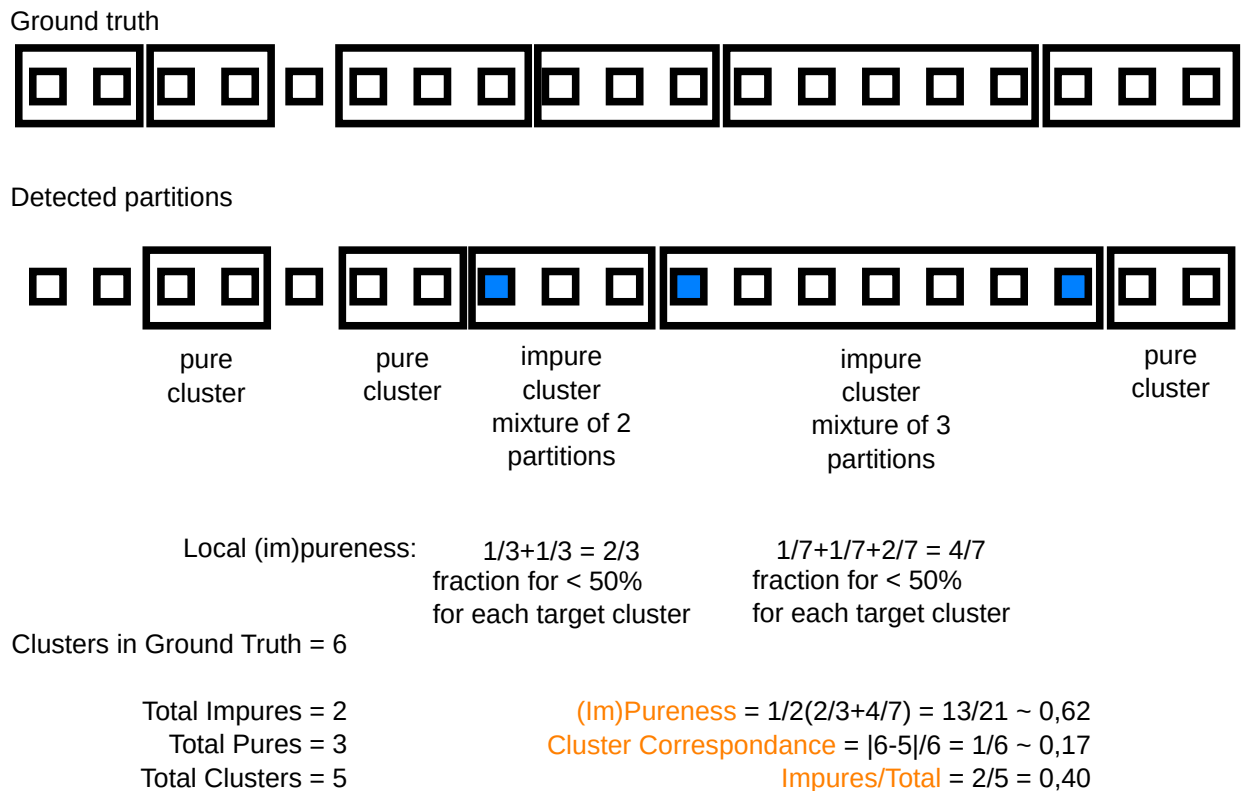 Ground truth
Detected partitions
pure
cluster
pure
cluster
impure
cluster
mixture of 2
partitions
impure
cluster
mixture of 3
partitions
pure
cluster
Local (im)pureness:
1/3+1/3 = 2/3
fraction for < 50%
for each target cluster
1/7+1/7+2/7 = 4/7
fraction for < 50%
for each target cluster
Clusters in Ground Truth = 6
Total Impures = 2
Total Pures = 3
Total Clusters = 5
(Im)Pureness = 1/2(2/3+4/7) = 13/21 ~ 0,62
Cluster Correspondance = |6-5|/6 = 1/6 ~ 0,17
Impures/Total = 2/5 = 0,40